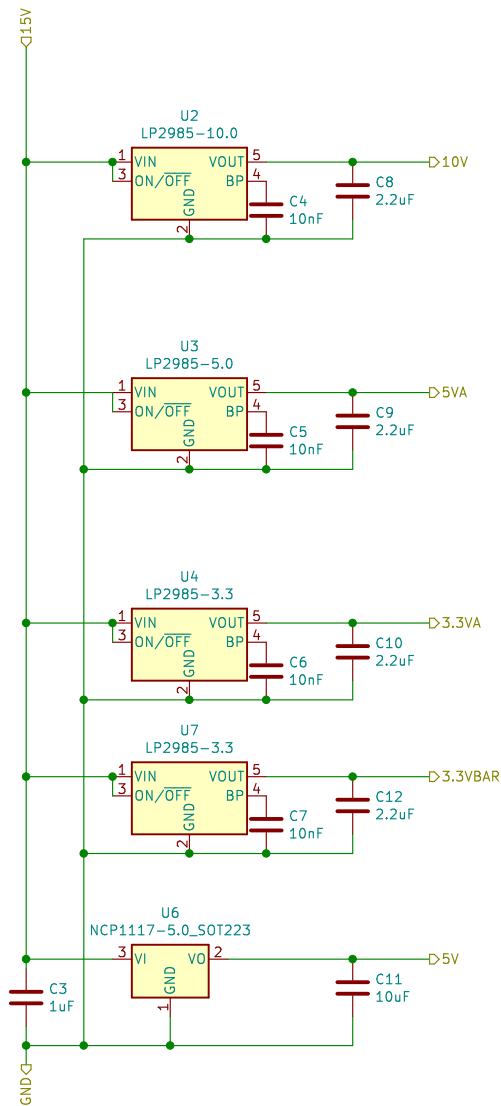 15V
U2
LP2985-10.0
1 VIN VOUT 5
3 ON/OFF BP 4
GND
2
C4
10nF
C8
2.2uF
10V
U3
LP2985-5.0
1 VIN VOUT 5
3 ON/OFF BP 4
GND
2
C5
10nF
C9
2.2uF
5VA
U4
LP2985-3.3
1 VIN VOUT 5
3 ON/OFF BP 4
GND
2
C6
10nF
C10
2.2uF
3.3VA
U7
LP2985-3.3
1 VIN VOUT 5
3 ON/OFF BP 4
GND
2
C7
10nF
C12
2.2uF
3.3VBAR
U6
NCP1117-5.0_SOT223
3 VI VO 2
GND
1
C3
1uF
C11
10uF
5V
GND